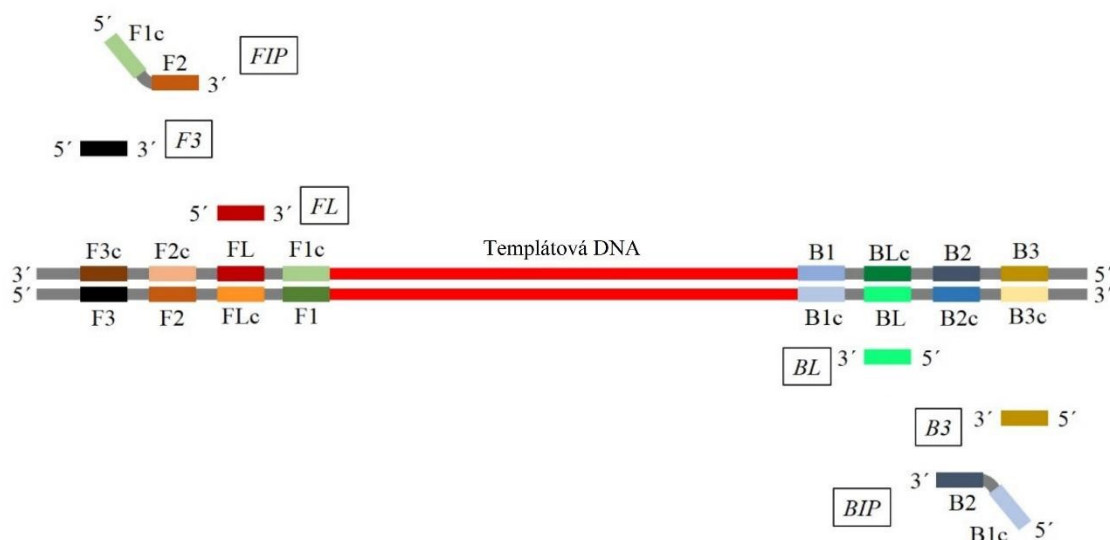 5´ F1c
F2 3´ FIP
5´ 3´ F3
5´ 3´ FL
Templátová DNA
F3c F2c FL F1c B1 BLc B2 B3
3´ 5´
5´ 3´
F3 F2 FLc F1 B1c BL B2c B3c
BL 3´ 5´
B3 3´ 5´
BIP 3´ B2
B1c 5´